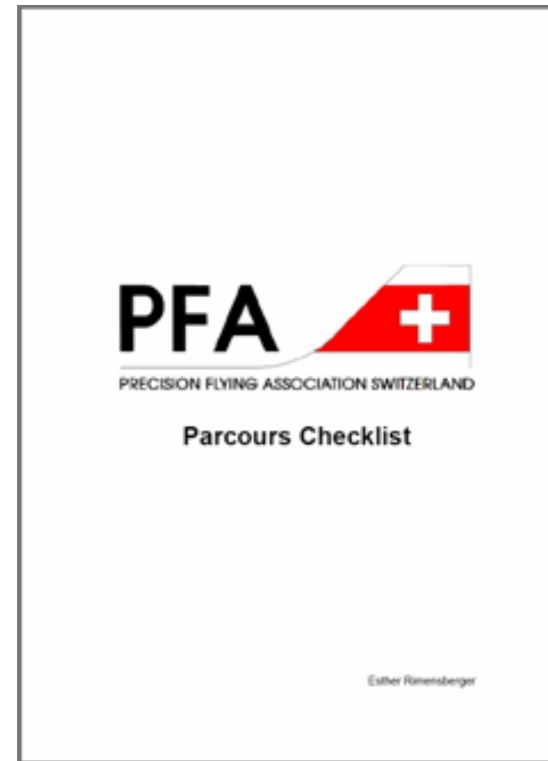 PFA
PRECISION FLYING ASSOCIATION SWITZERLAND
Parcours Checklist
Esther Rimensberger